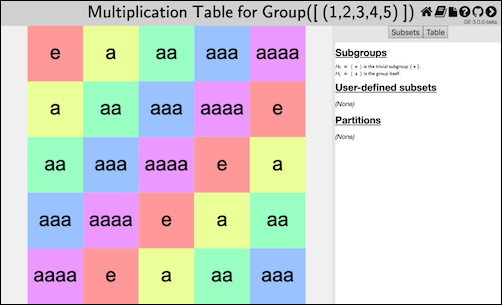 Multiplication Table for Group([ (1,2,3,4,5) ])
GE 3.0.0-beta
Subsets Table
e a aa aaa aaaa
a aa aaa aaaa e
aa aaa aaaa e a
aaa aaaa e a aa
aaaa e a aa aaa
Subgroups
H₀ = ⟨ e ⟩ is the trivial subgroup { e }.
H₁ = ⟨ a ⟩ is the group itself.
User-defined subsets
(None)
Partitions
(None)